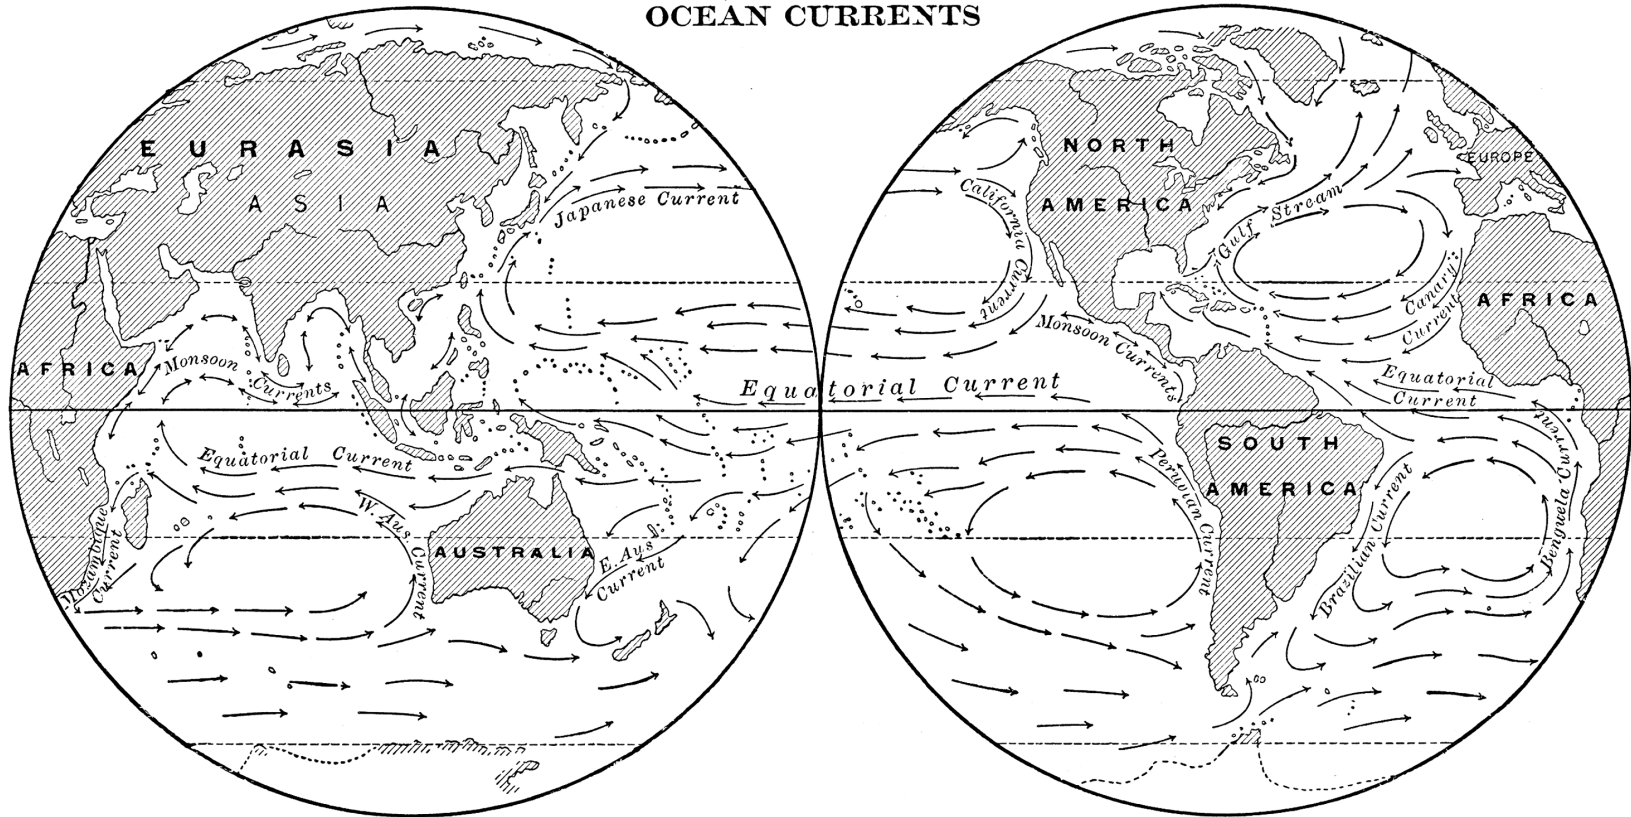 OCEAN CURRENTS
EURASIA
ASIA
AFRICA
Japanese Current
Monsoon
Currents
Equatorial Current
Equatorial Current
W. Aus. Current
AUSTRALIA
E. Aus
Current
Mozambique
Current
NORTH
AMERICA
California Current
Gulf Stream
EUROPE
AFRICA
Canary
Current
Monsoon Currents
Equatorial
Current
SOUTH
AMERICA
Peruvian Current
Brazilian Current
Benguela Current